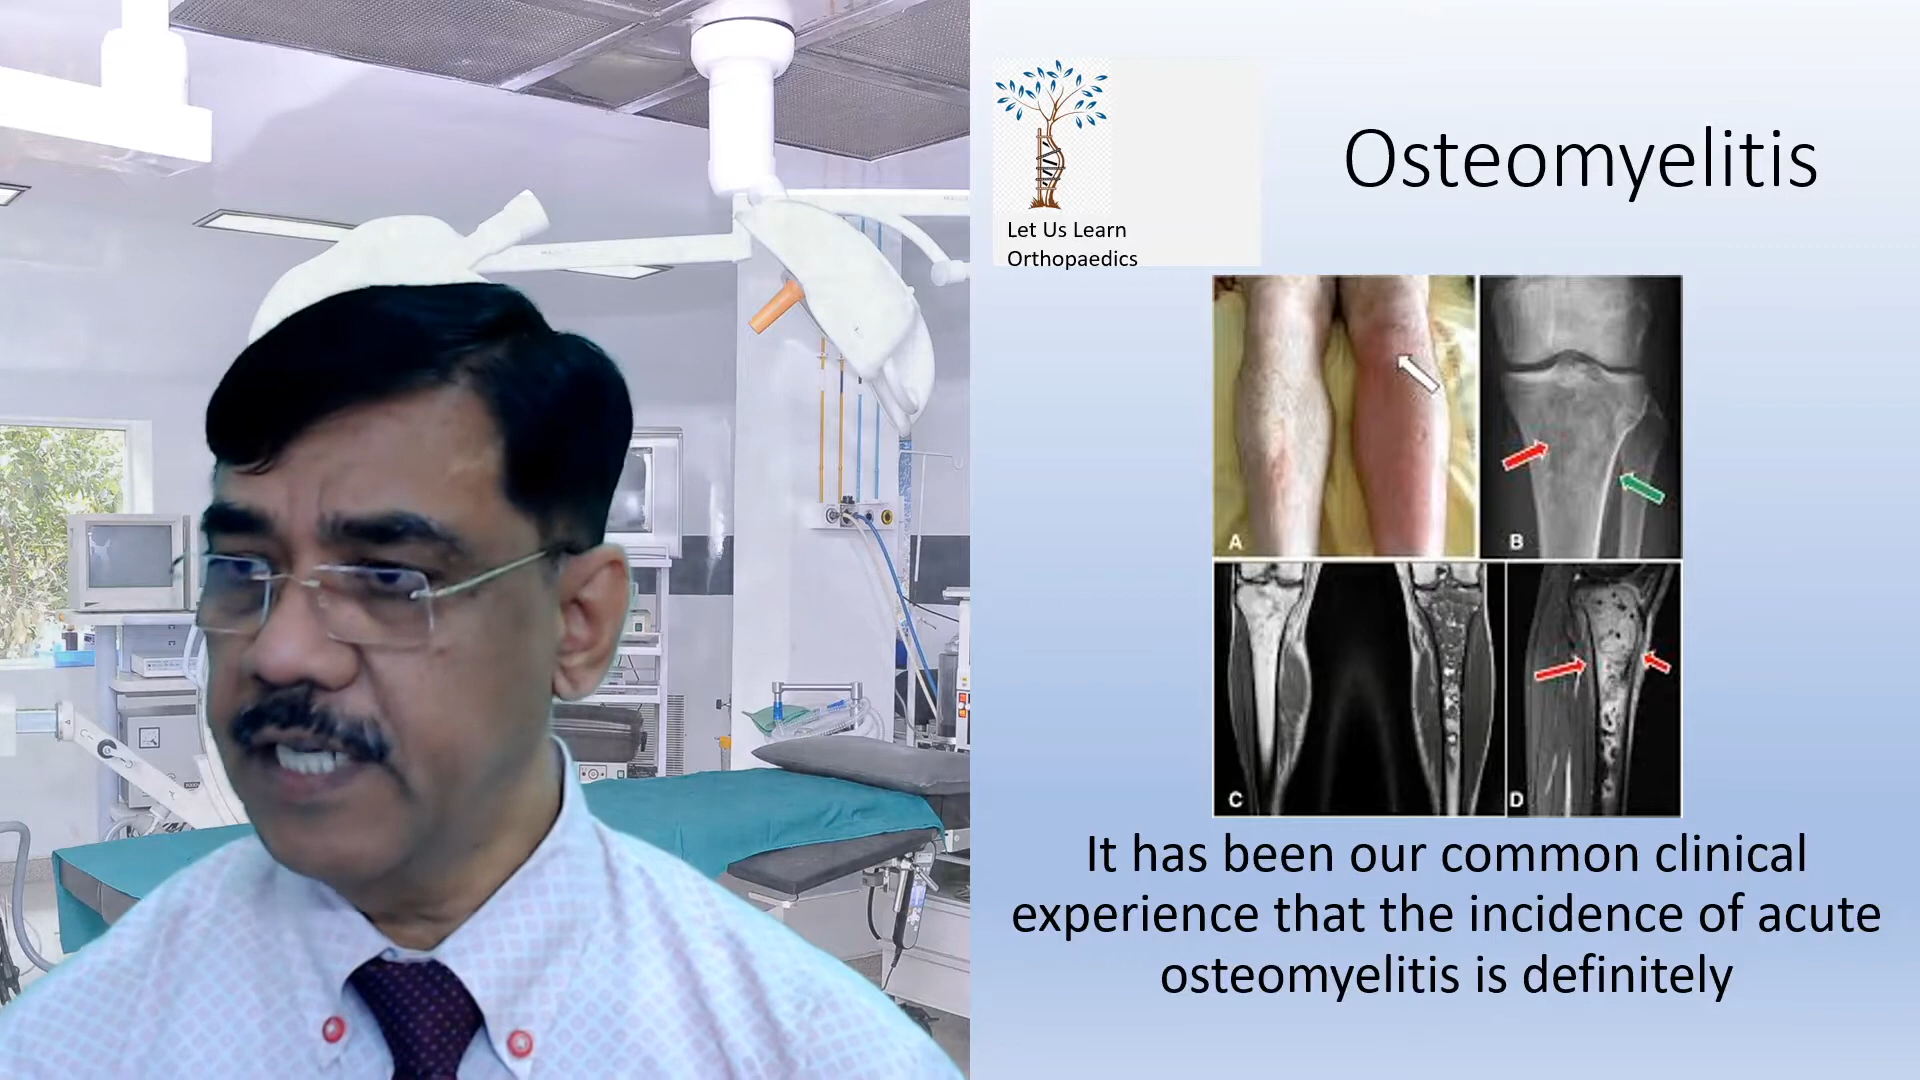 Let Us Learn
Orthopaedics
Osteomyelitis
A
B
C
D
It has been our common clinical
experience that the incidence of acute
osteomyelitis is definitely